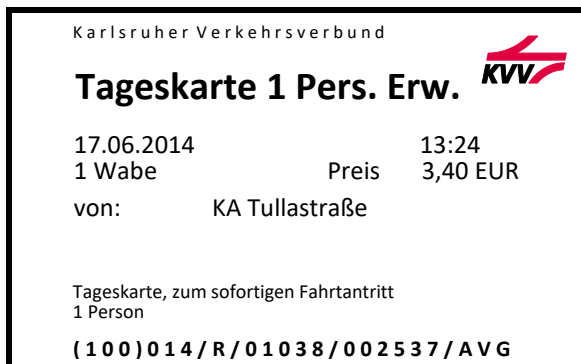 Karlsruher Verkehrsverbund
KVV
Tageskarte 1 Pers. Erw.
17.06.2014 13:24
1 Wabe Preis 3,40 EUR
von: KA Tullastraße
Tageskarte, zum sofortigen Fahrtantritt
1 Person
(100)014/R/01038/002537/AVG